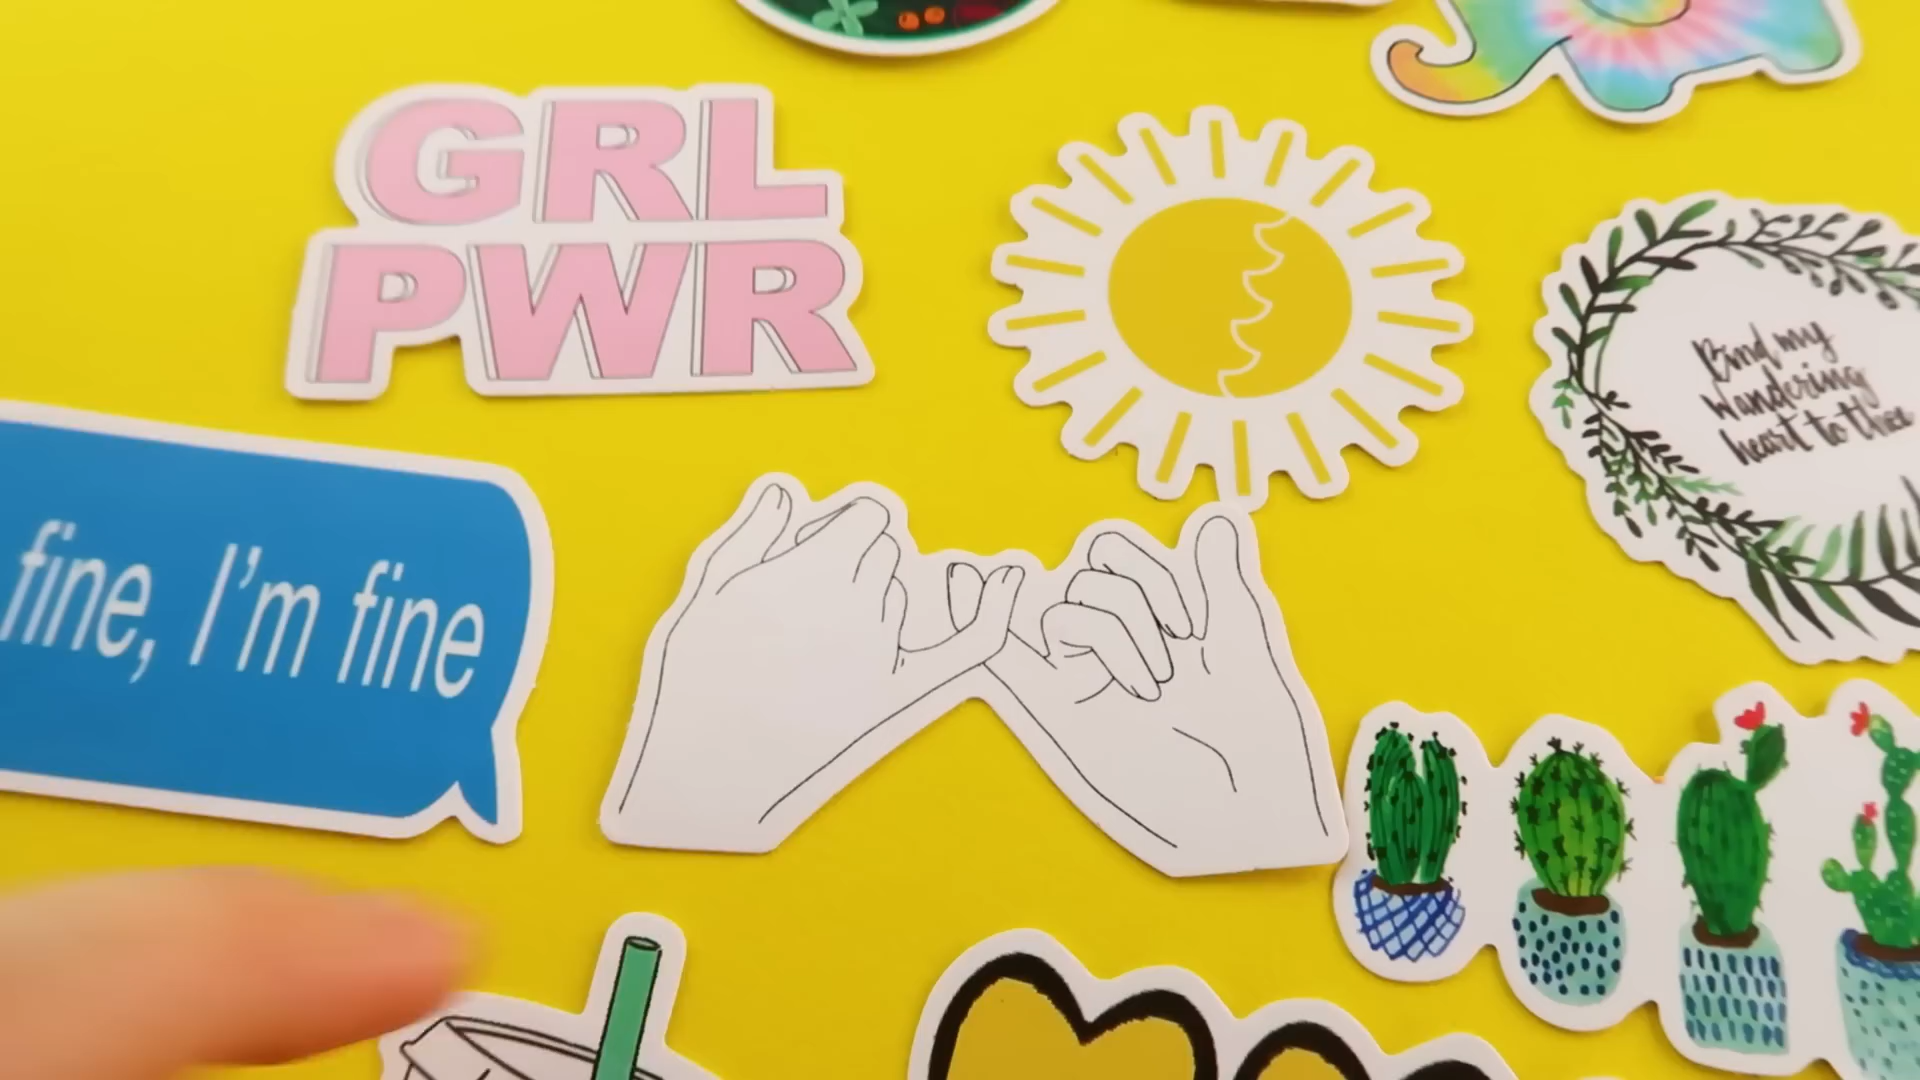 GRL
PWR
Bind my
wandering
heart to thee
fine, I'm fine